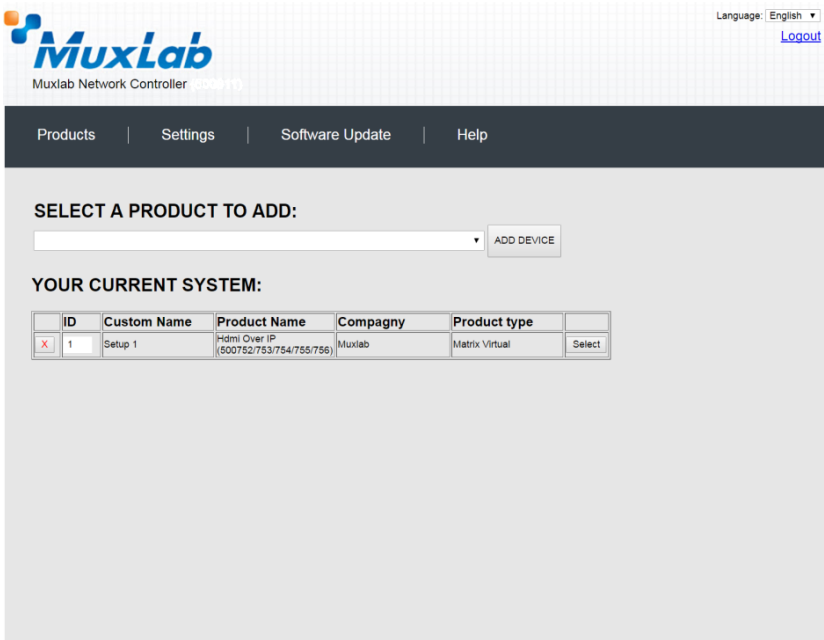 Language: English
Logout
MuxLab
Muxlab Network Controller
Products | Settings | Software Update | Help
SELECT A PRODUCT TO ADD:
ADD DEVICE
YOUR CURRENT SYSTEM:
ID Custom Name Product Name Compagny Product type
X 1 Setup 1 Hdmi Over IP (500752/753/754/755/756) Muxlab Matrix Virtual Select